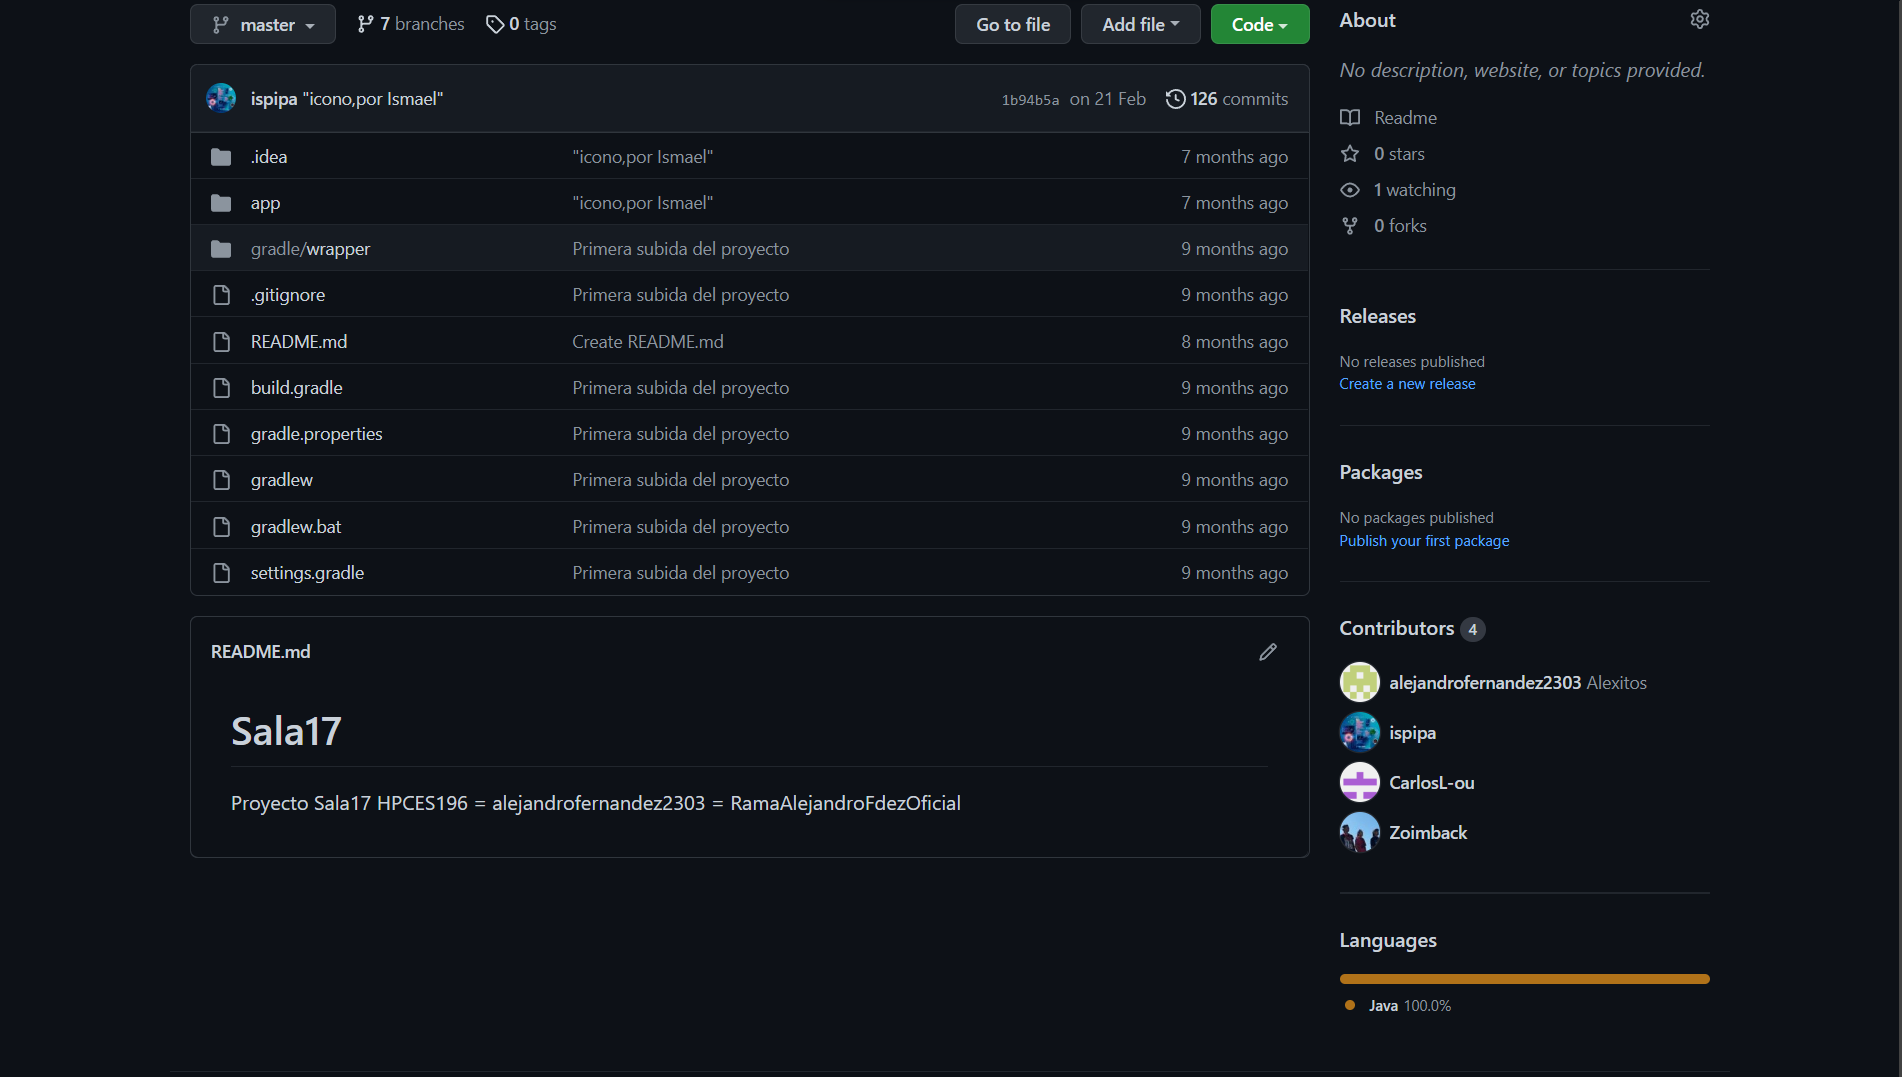 master 7 branches 0 tags Go to file Add file Code
ispipa "icono,por Ismael" 1b94b5a on 21 Feb 126 commits
.idea "icono,por Ismael" 7 months ago
app "icono,por Ismael" 7 months ago
gradle/wrapper Primera subida del proyecto 9 months ago
.gitignore Primera subida del proyecto 9 months ago
README.md Create README.md 8 months ago
build.gradle Primera subida del proyecto 9 months ago
gradle.properties Primera subida del proyecto 9 months ago
gradlew Primera subida del proyecto 9 months ago
gradlew.bat Primera subida del proyecto 9 months ago
settings.gradle Primera subida del proyecto 9 months ago
README.md
Sala17
Proyecto Sala17 HPCES196 = alejandrofernandez2303 = RamaAlejandroFdezOficial
About
No description, website, or topics provided.
Readme
0 stars
1 watching
0 forks
Releases
No releases published
Create a new release
Packages
No packages published
Publish your first package
Contributors 4
alejandrofernandez2303 Alexitos
ispipa
CarlosL-ou
Zoimback
Languages
Java 100.0%